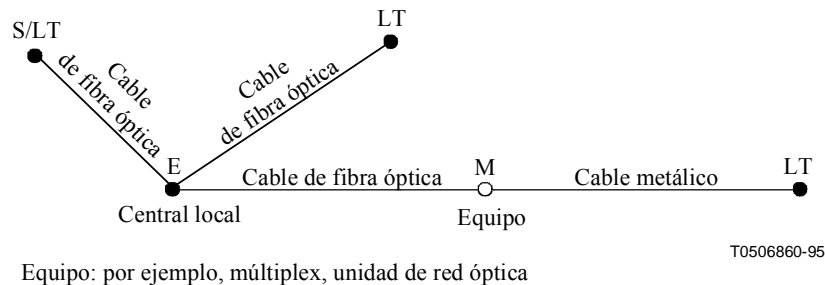 S/LT
LT
Cable
de fibra óptica
Cable
de fibra óptica
E
Cable de fibra óptica
M
Cable metálico
LT
Central local
Equipo
T0506860-95
Equipo: por ejemplo, múltiplex, unidad de red óptica